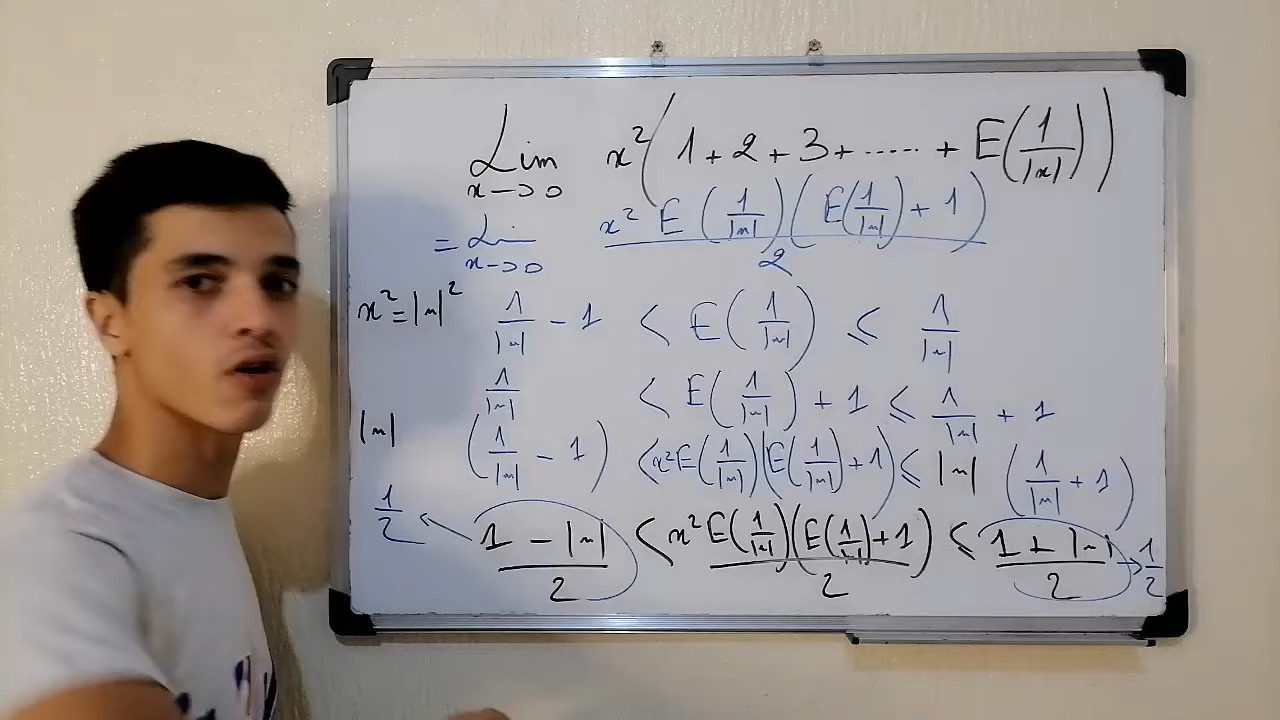 Lim x→0 x²(1+2+3+.....+E(1/|x|))
= Lim x→0 x² E(1/|x|)(E(1/|x|)+1) / 2
x²=|x|² 1/|x| - 1 < E(1/|x|) ≤ 1/|x|
1/|x| < E(1/|x|) + 1 ≤ 1/|x| + 1
|x| (1/|x| - 1) < x²E(1/|x|)(E(1/|x|)+1) ≤ |x| (1/|x| + 1)
1/2 ← (1 - |x|)/2 < x²E(1/|x|)(E(1/|x|)+1)/2 ≤ (1+|x|)/2 → 1/2